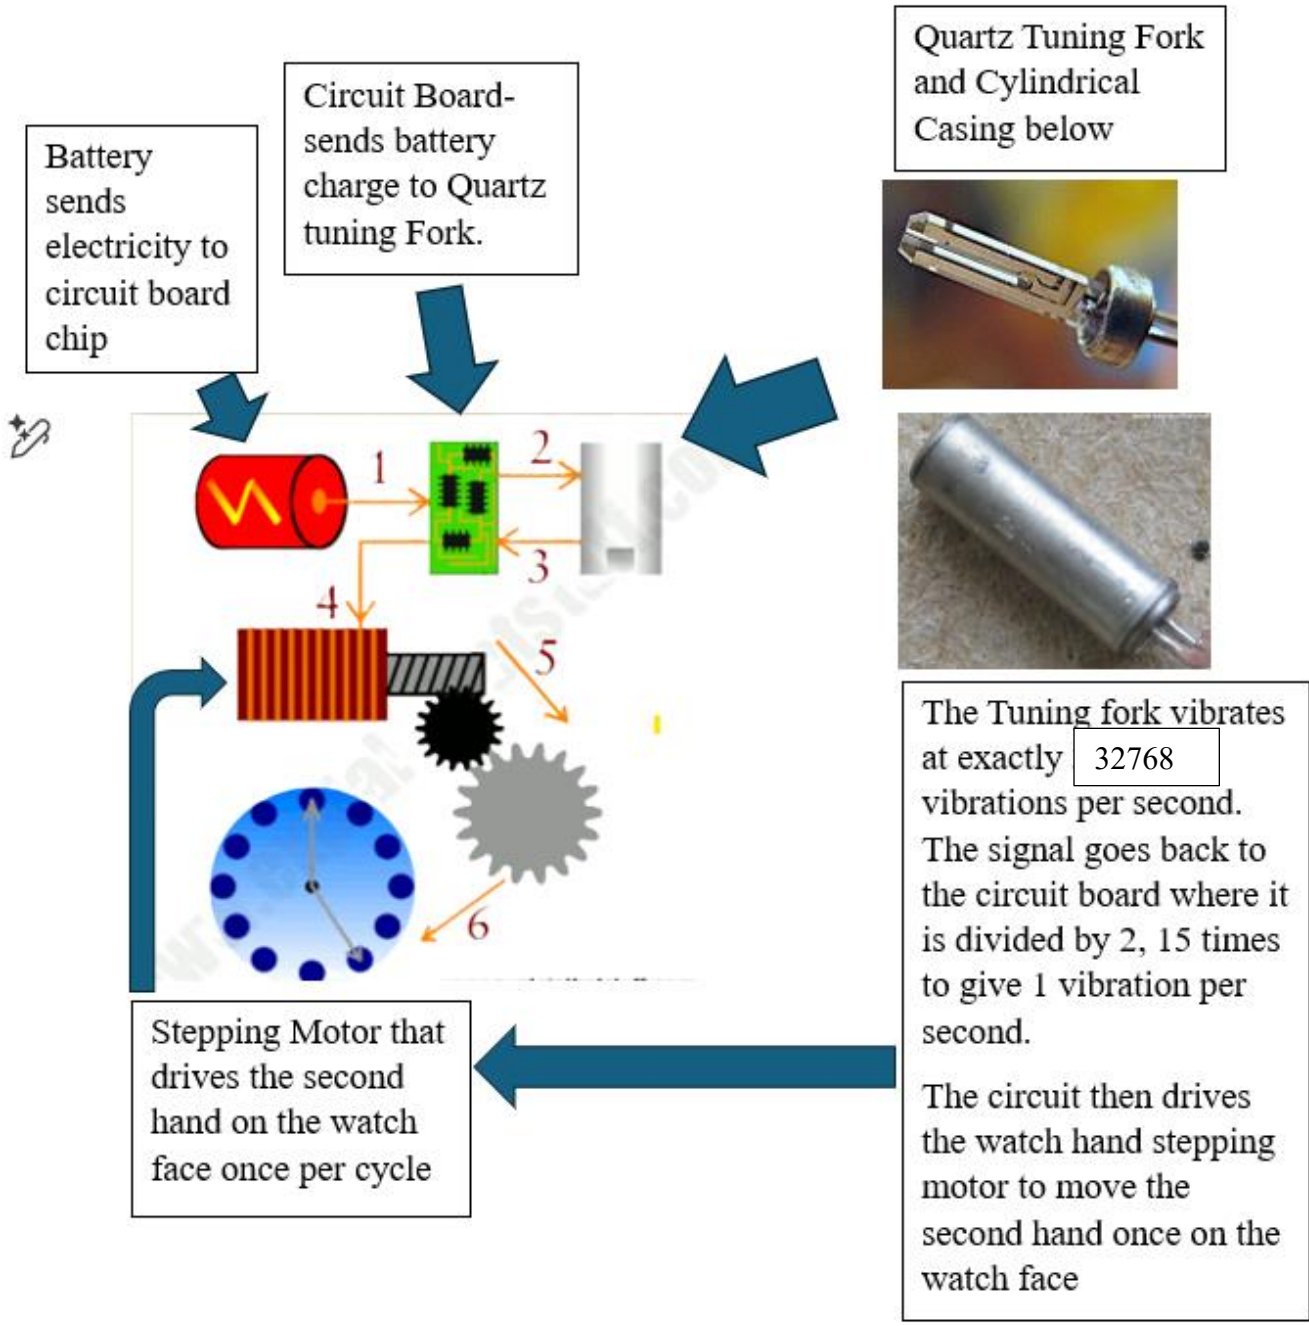 Battery
sends
electricity to
circuit board
chip
Circuit Board-
sends battery
charge to Quartz
tuning Fork.
Quartz Tuning Fork
and Cylindrical
Casing below
1
2
3
4
5
6
The Tuning fork vibrates
at exactly 32768
vibrations per second.
The signal goes back to
the circuit board where it
is divided by 2, 15 times
to give 1 vibration per
second.
The circuit then drives
the watch hand stepping
motor to move the
second hand once on the
watch face
Stepping Motor that
drives the second
hand on the watch
face once per cycle